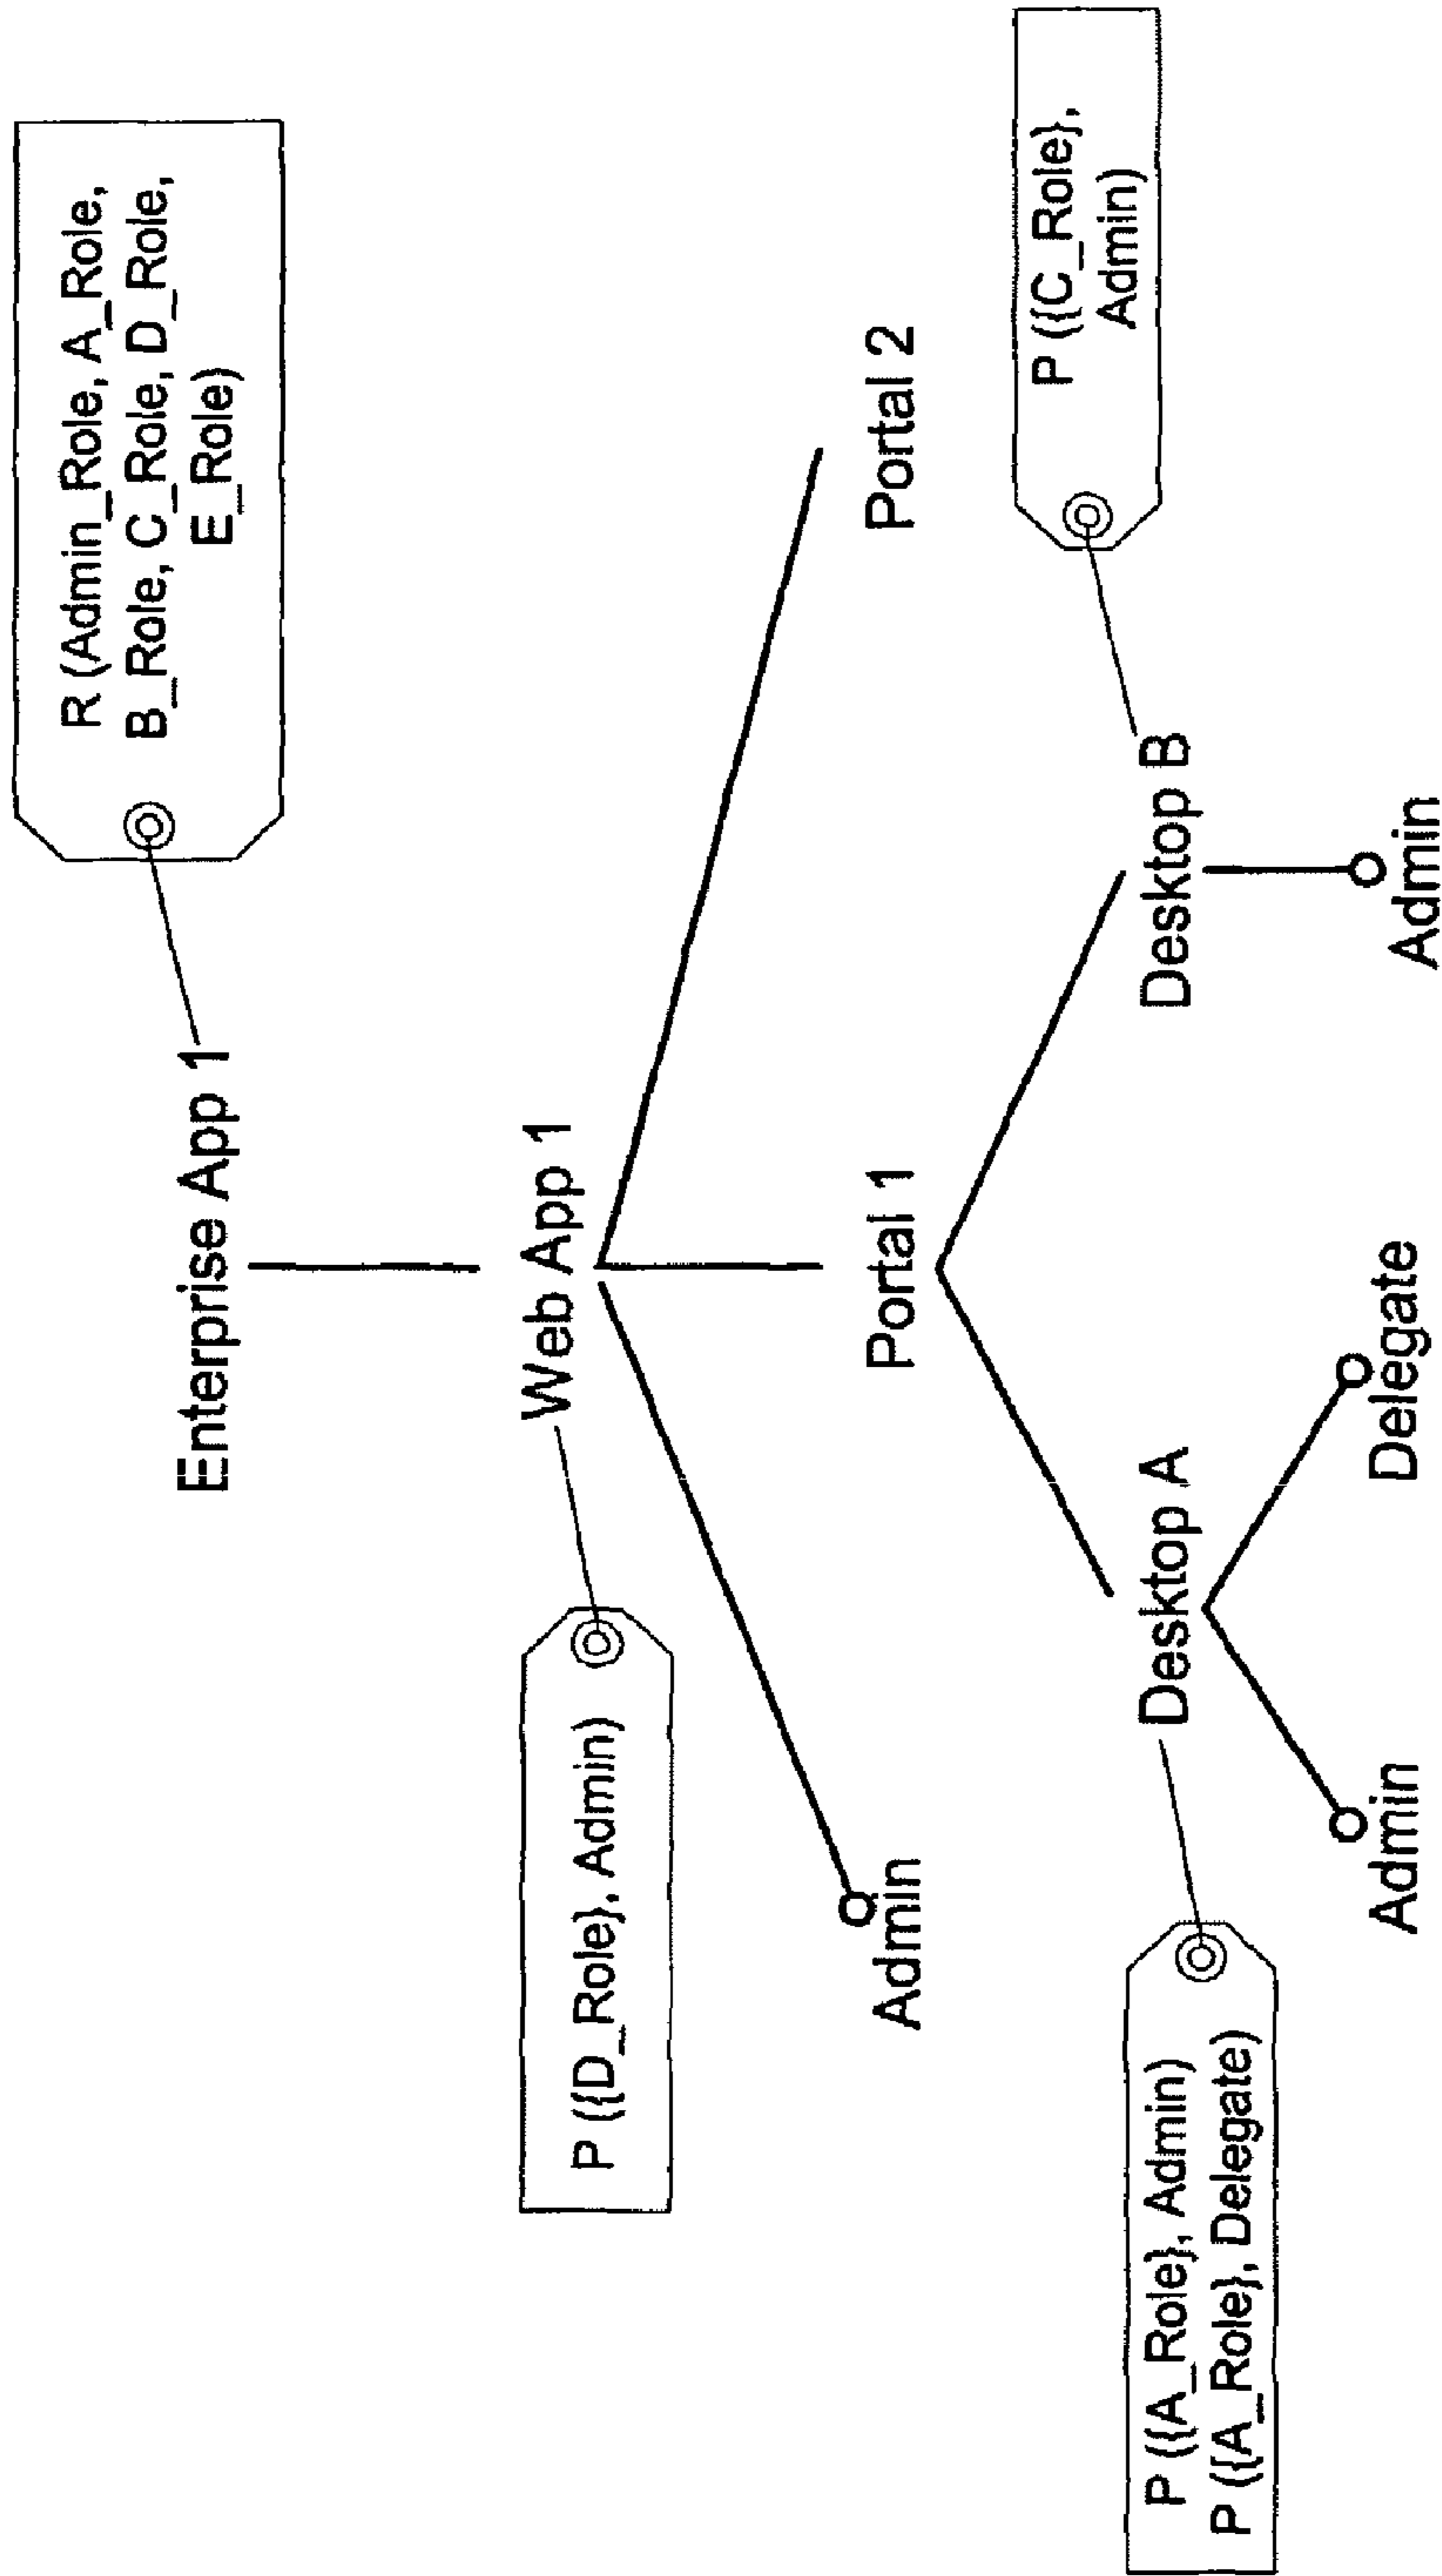 R (Admin_Role, A_Role,
B_Role, C_Role, D_Role,
E_Role)
Enterprise App 1
Web App 1
P ({D_Role}, Admin)
Admin
Portal 1
Portal 2
P ({C_Role},
Admin)
Desktop A
Desktop B
P ({A_Role}, Admin)
P ({A_Role}, Delegate)
Admin
Delegate
Admin